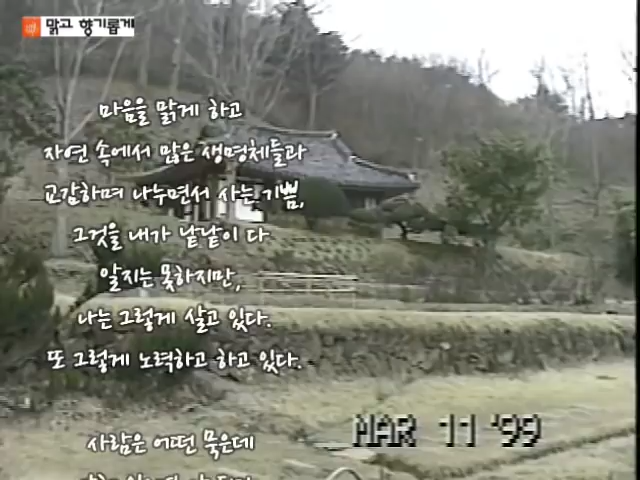 맑고 향기롭게
마음을 맑게 하고
자연 속에서 많은 생명체들과
교감하며 나누면서 사는 기쁨,
그것을 내가 낱낱이 다
알지는 못하지만,
나는 그렇게 살고 있다.
또 그렇게 노력하고 하고 있다.
사람은 어떤 묵은데
MAR 11 '99